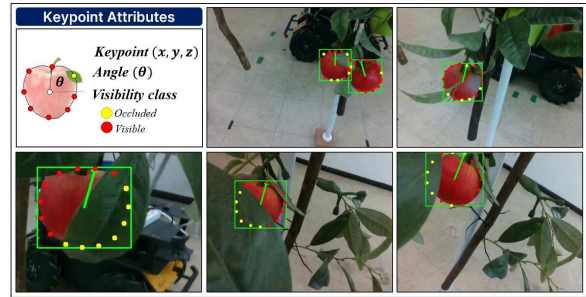 Keypoint Attributes
Keypoint (x, y, z)
Angle (θ)
θ
Visibility class
Occluded
Visible